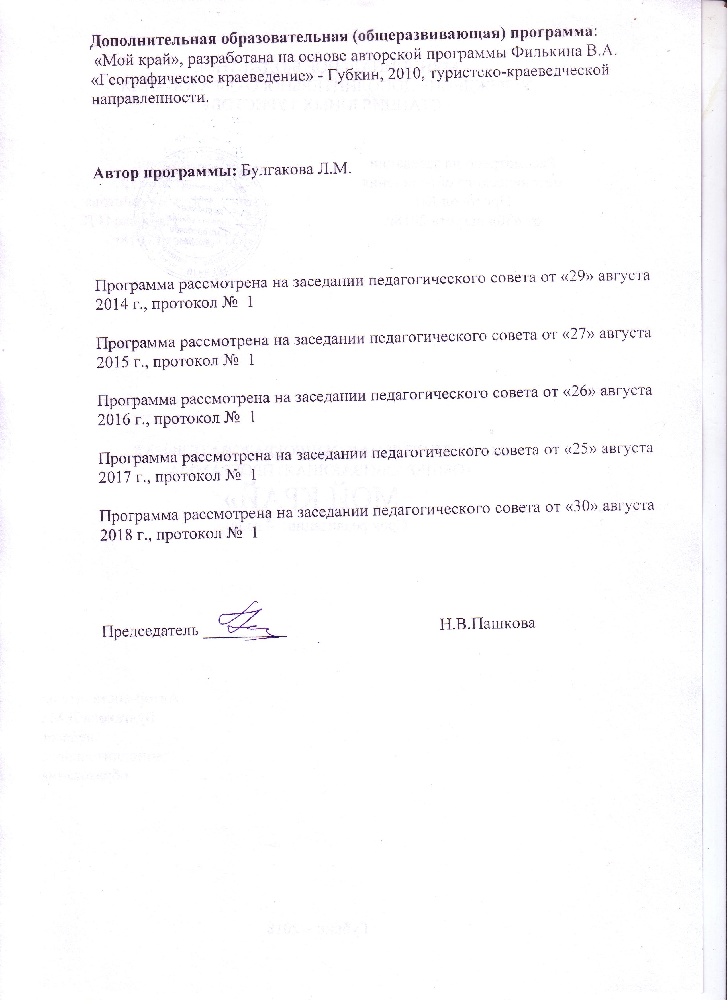 Дополнительная образовательная (общеразвивающая) программа:
«Мой край», разработана на основе авторской программы Филькина В.А.
«Географическое краеведение» - Губкин, 2010, туристско-краеведческой
направленности.
Автор программы: Булгакова Л.М.
Программа рассмотрена на заседании педагогического совета от «29» августа
2014 г., протокол № 1
Программа рассмотрена на заседании педагогического совета от «27» августа
2015 г., протокол № 1
Программа рассмотрена на заседании педагогического совета от «26» августа
2016 г., протокол № 1
Программа рассмотрена на заседании педагогического совета от «25» августа
2017 г., протокол № 1
Программа рассмотрена на заседании педагогического совета от «30» августа
2018 г., протокол № 1
Председатель __________ Н.В.Пашкова